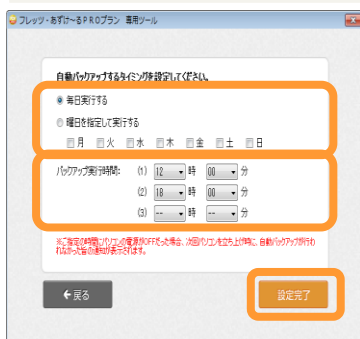 フレッツ・あずけ～るPROプラン 専用ツール
自動バックアップするタイミングを設定してください。
毎日実行する
曜日を指定して実行する
月 火 水 木 金 土 日
バックアップ実行時間: (1) 12 時 00 分
(2) 18 時 00 分
(3) -- 時 -- 分
※ご指定の時間にパソコンの電源がOFFだった場合、次回パソコンを立ち上げ時に、自動バックアップが行わ
れなかった旨の通知が表示されます。
戻る 設定完了